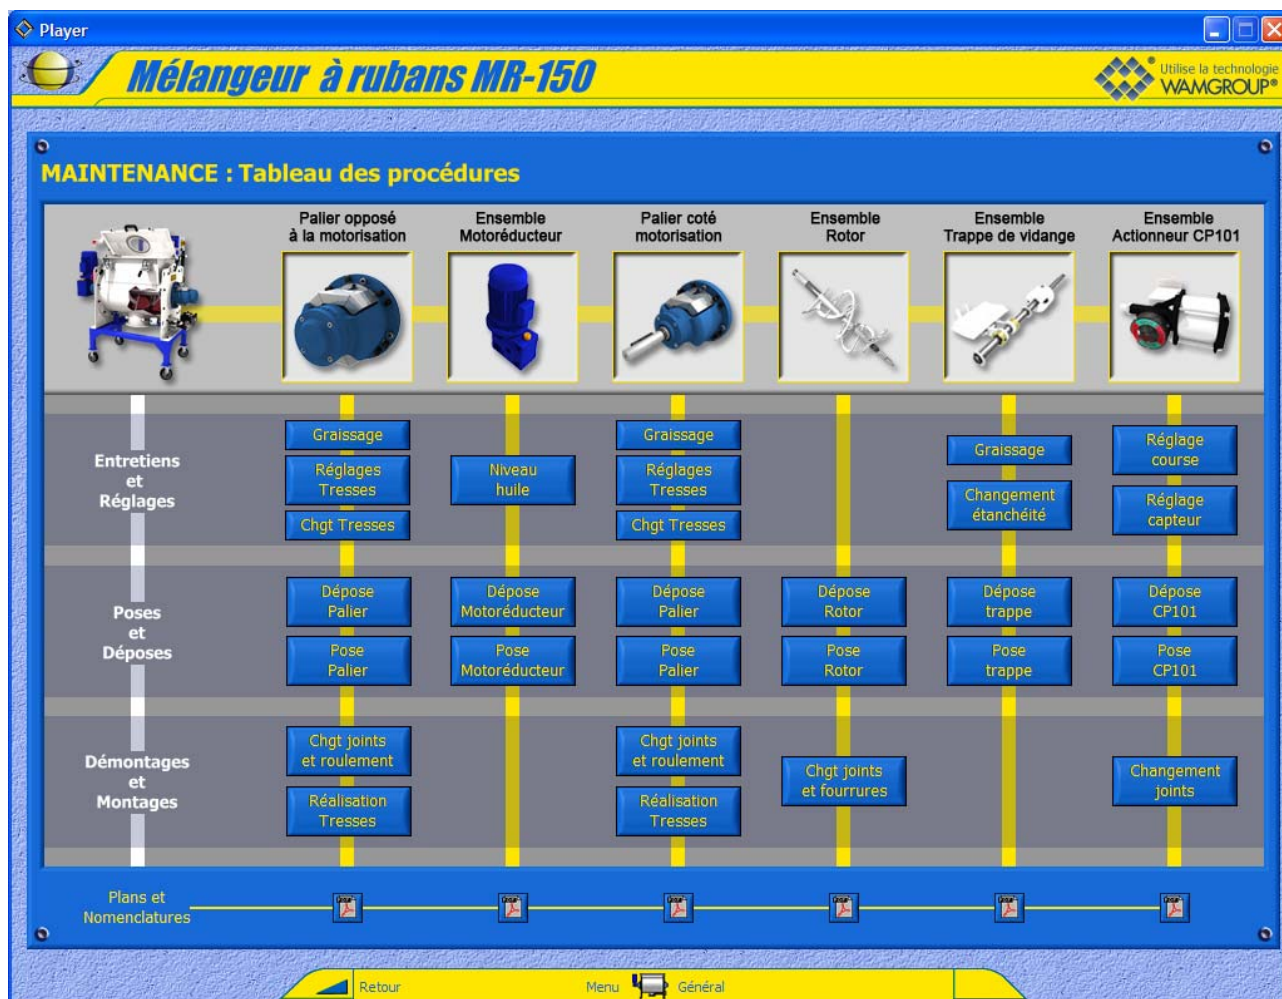 Player
Mélangeur à rubans MR-150
Utilise la technologie
WAMGROUP®
MAINTENANCE : Tableau des procédures
Palier opposé
à la motorisation
Ensemble
Motoréducteur
Palier coté
motorisation
Ensemble
Rotor
Ensemble
Trappe de vidange
Ensemble
Actionneur CP101
Entretiens
et
Réglages
Graissage
Réglages
Tresses
Chgt Tresses
Niveau
huile
Graissage
Réglages
Tresses
Chgt Tresses
Graissage
Changement
étanchéité
Réglage
course
Réglage
capteur
Poses
et
Déposes
Dépose
Palier
Pose
Palier
Dépose
Motoréducteur
Pose
Motoréducteur
Dépose
Palier
Pose
Palier
Dépose
Rotor
Pose
Rotor
Dépose
trappe
Pose
trappe
Dépose
CP101
Pose
CP101
Démontages
et
Montages
Chgt joints
et roulement
Réalisation
Tresses
Chgt joints
et roulement
Réalisation
Tresses
Chgt joints
et fourrures
Changement
joints
Plans et
Nomenclatures
Retour
Menu
Général